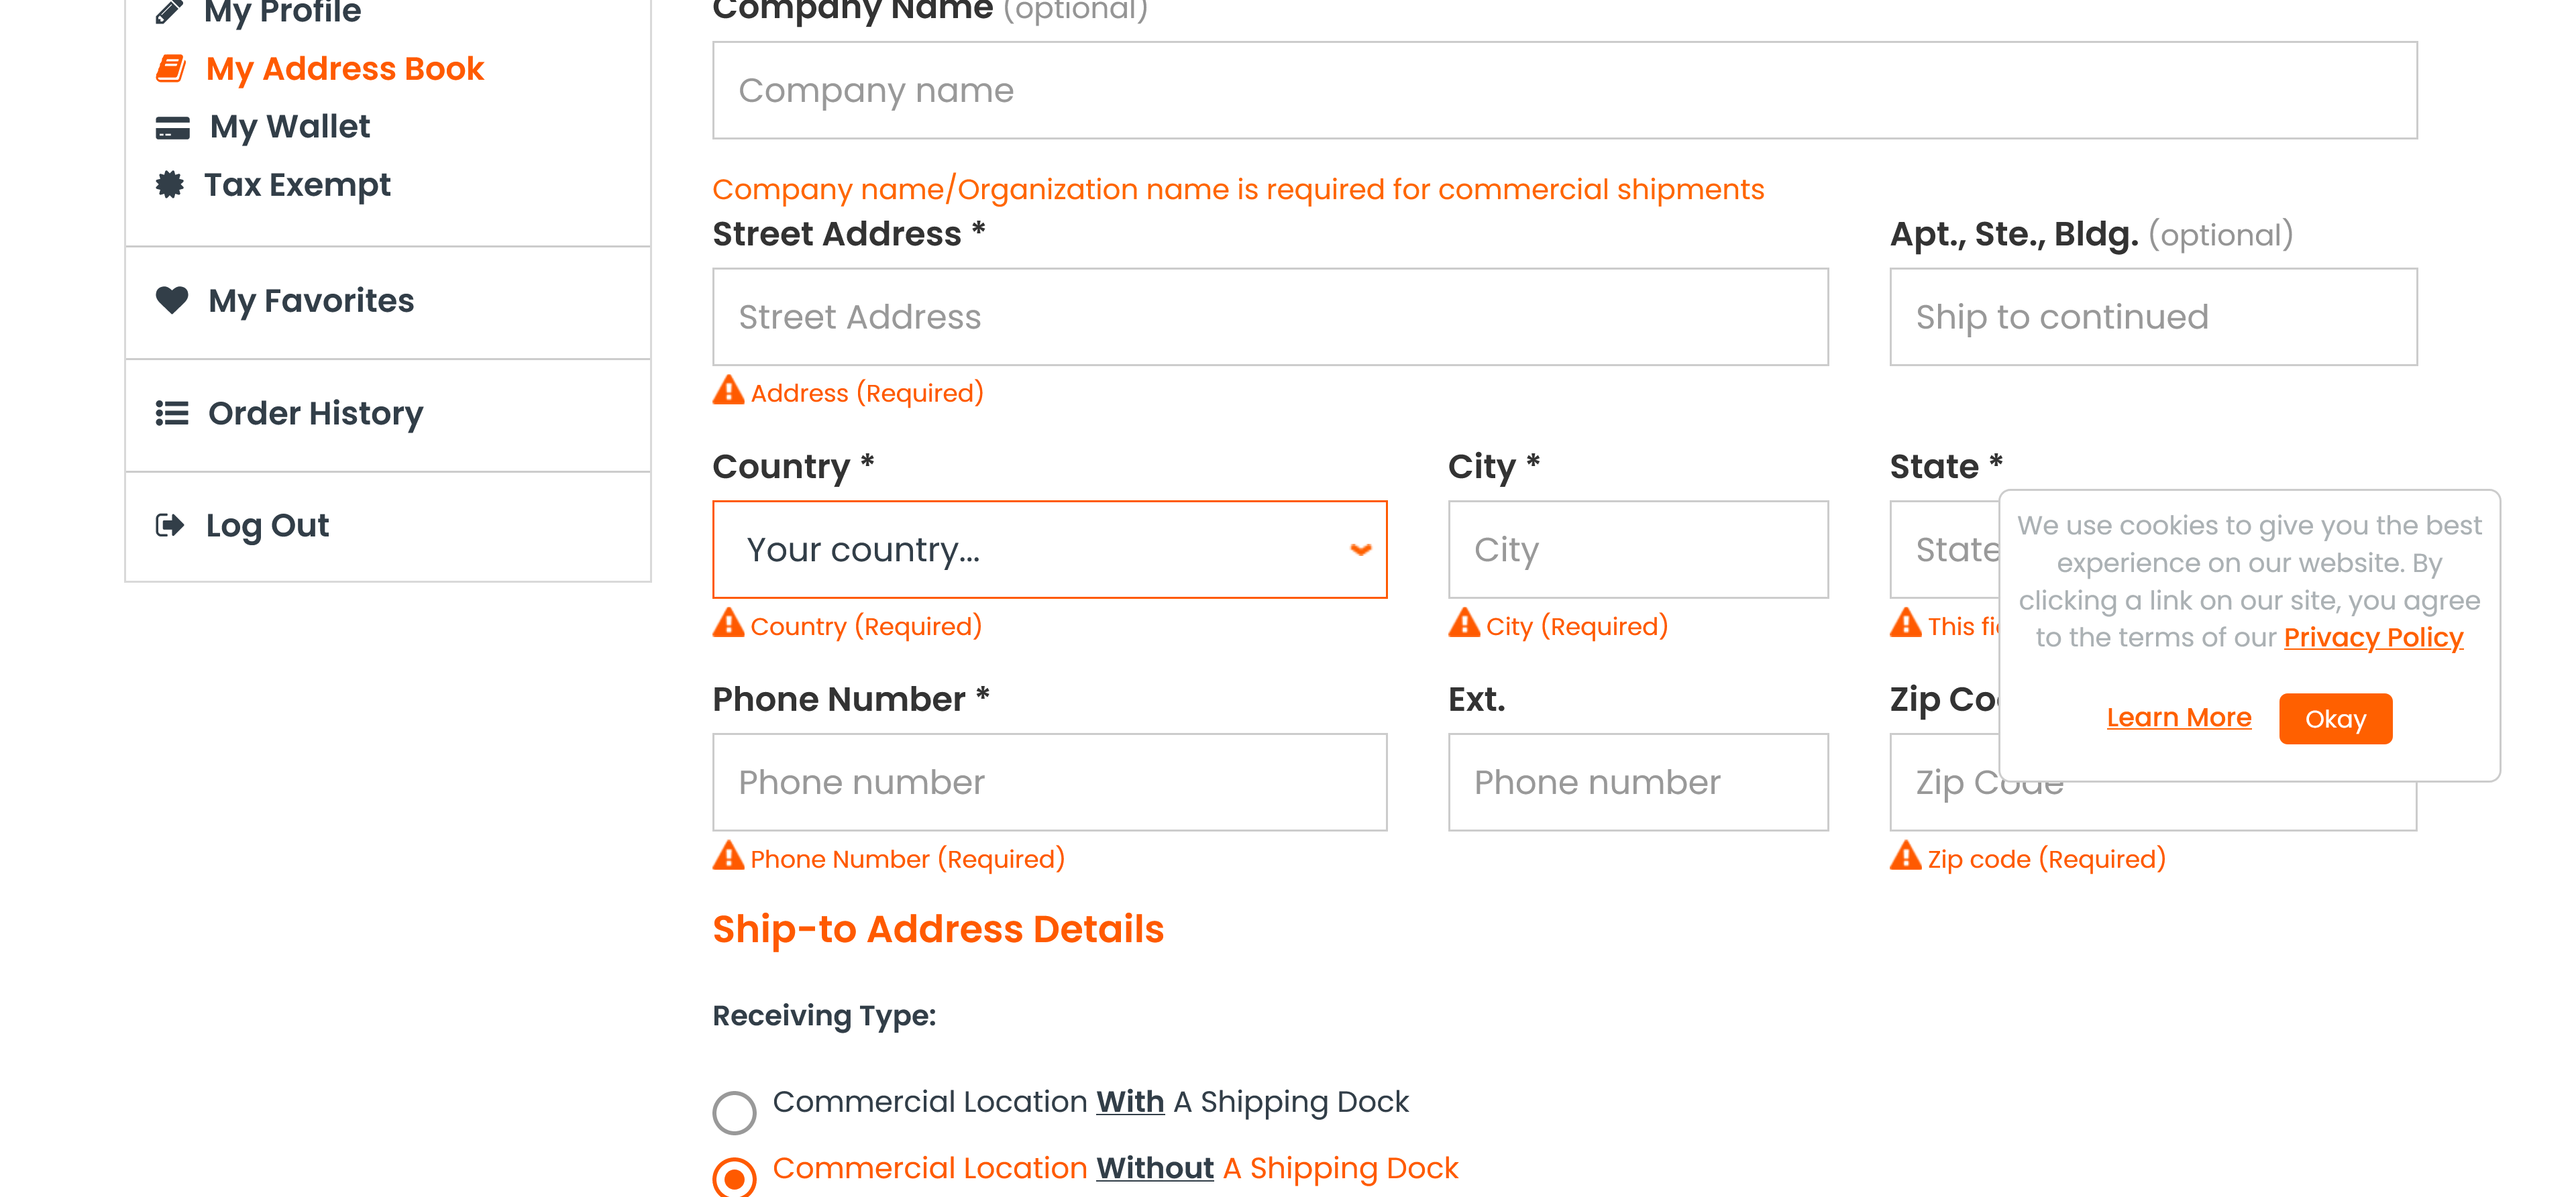 My Profile
My Address Book
My Wallet
Tax Exempt
My Favorites
Order History
Log Out
Company Name (optional)
Company name
Company name/Organization name is required for commercial shipments
Street Address *
Apt., Ste., Bldg. (optional)
Street Address
Ship to continued
Address (Required)
Country *
City *
State *
Your country...
City
State
Country (Required)
City (Required)
This
We use cookies to give you the best
experience on our website. By
clicking a link on our site, you agree
to the terms of our Privacy Policy
Learn More
Okay
Phone Number *
Ext.
Zip
Phone number
Phone number
Zip Code
Phone Number (Required)
Zip code (Required)
Ship-to Address Details
Receiving Type:
Commercial Location With A Shipping Dock
Commercial Location Without A Shipping Dock